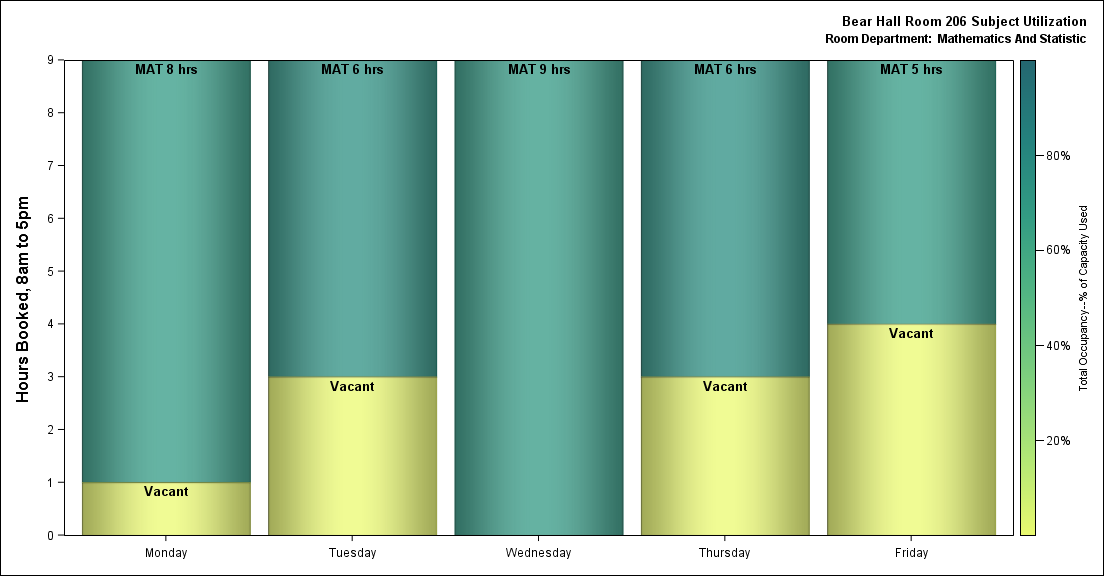 Bear Hall Room 206 Subject Utilization
Room Department: Mathematics And Statistic
Hours Booked, 8am to 5pm
9
8
7
6
5
4
3
2
1
0
MAT 8 hrs
MAT 6 hrs
MAT 9 hrs
MAT 6 hrs
MAT 5 hrs
Vacant
Vacant
Vacant
Vacant
Monday
Tuesday
Wednesday
Thursday
Friday
80%
60%
40%
20%
Total Occupancy--% of Capacity Used